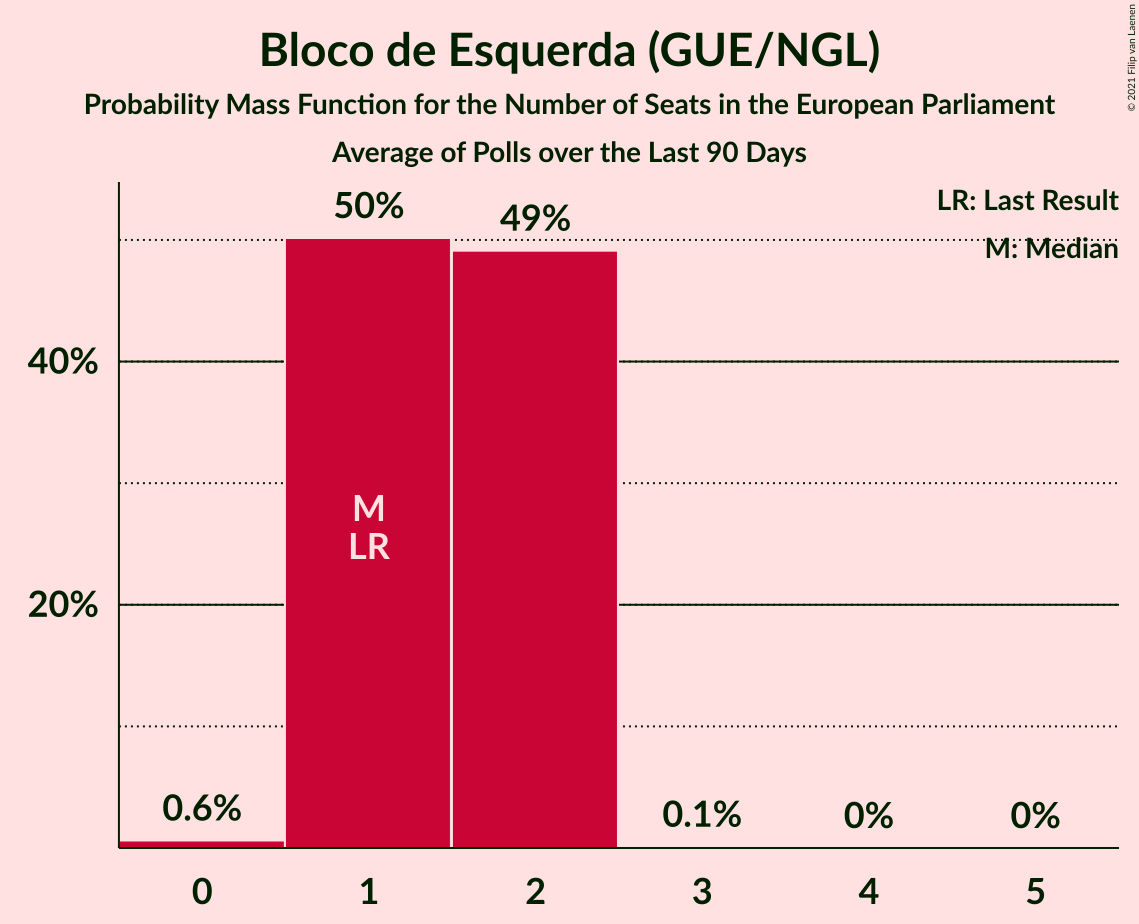 Bloco de Esquerda (GUE/NGL)
Probability Mass Function for the Number of Seats in the European Parliament
Average of Polls over the Last 90 Days
© 2021 Filip van Laenen
LR: Last Result
M: Median
50%
49%
40%
M
LR
20%
0.6%
0.1%
0%
0%
0
1
2
3
4
5